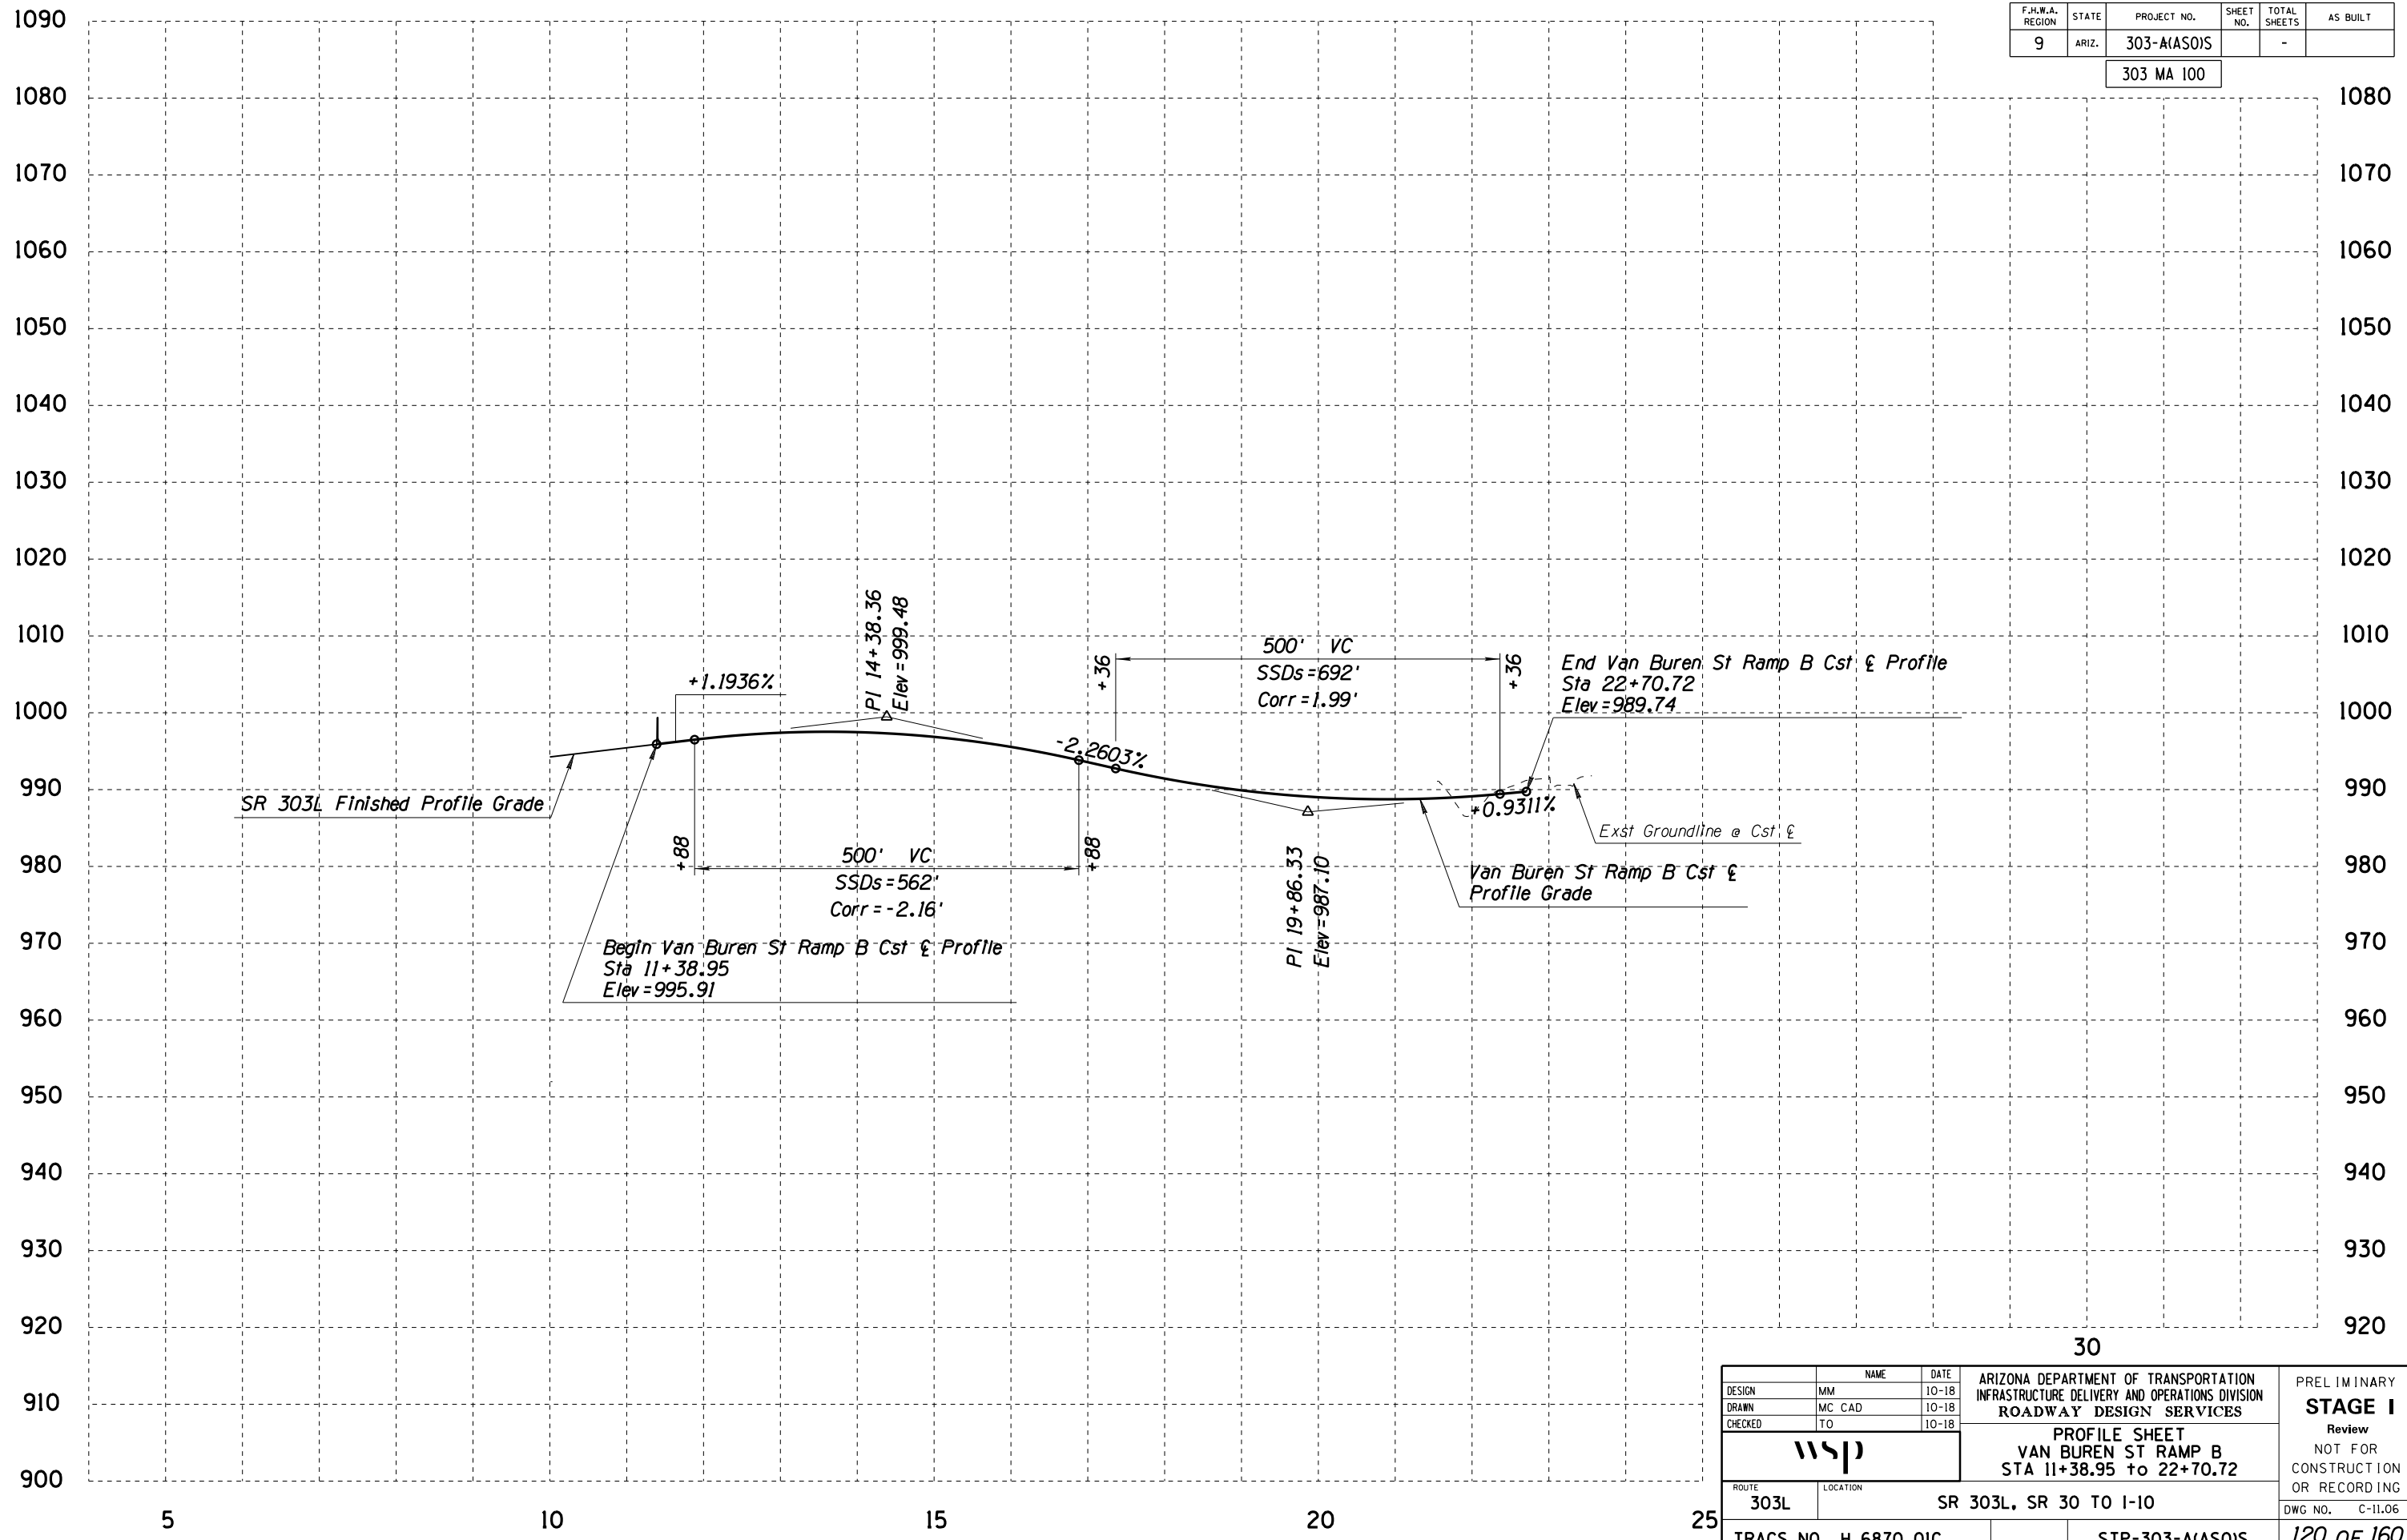 F.H.W.A. REGION STATE PROJECT NO. SHEET NO. TOTAL SHEETS AS BUILT
9 ARIZ. 303-A(ASO)S -
303 MA 100
1090
1080 1080
1070 1070
1060 1060
1050 1050
1040 1040
1030 1030
1020 1020
1010 1010
1000 1000
990 990
980 980
970 970
960 960
950 950
940 940
930 930
920 920
910
900
5 10 15 20 25 30
PI 14+38.36
Elev=999.48
+1.1936%
+36
500' VC
SSDs=692'
Corr=1.99'
+36
End Van Buren St Ramp B Cst ℄ Profile
Sta 22+70.72
Elev=989.74
-2.2603%
SR 303L Finished Profile Grade
+0.9311%
Exst Groundline @ Cst ℄
+88
500' VC
SSDs=562'
Corr=-2.16'
+88
PI 19+86.33
Elev=987.10
Van Buren St Ramp B Cst ℄
Profile Grade
Begin Van Buren St Ramp B Cst ℄ Profile
Sta 11+38.95
Elev=995.91
NAME DATE
DESIGN MM 10-18
DRAWN MC CAD 10-18
CHECKED TO 10-18
wsp
ARIZONA DEPARTMENT OF TRANSPORTATION
INFRASTRUCTURE DELIVERY AND OPERATIONS DIVISION
ROADWAY DESIGN SERVICES
PROFILE SHEET
VAN BUREN ST RAMP B
STA 11+38.95 to 22+70.72
PRELIMINARY
STAGE I
Review
NOT FOR
CONSTRUCTION
OR RECORDING
ROUTE
303L
LOCATION
SR 303L, SR 30 TO I-10
DWG NO. C-11.06
TRACS NO. H 6870 01C
STP-303-A(ASO)S
120 OF 160